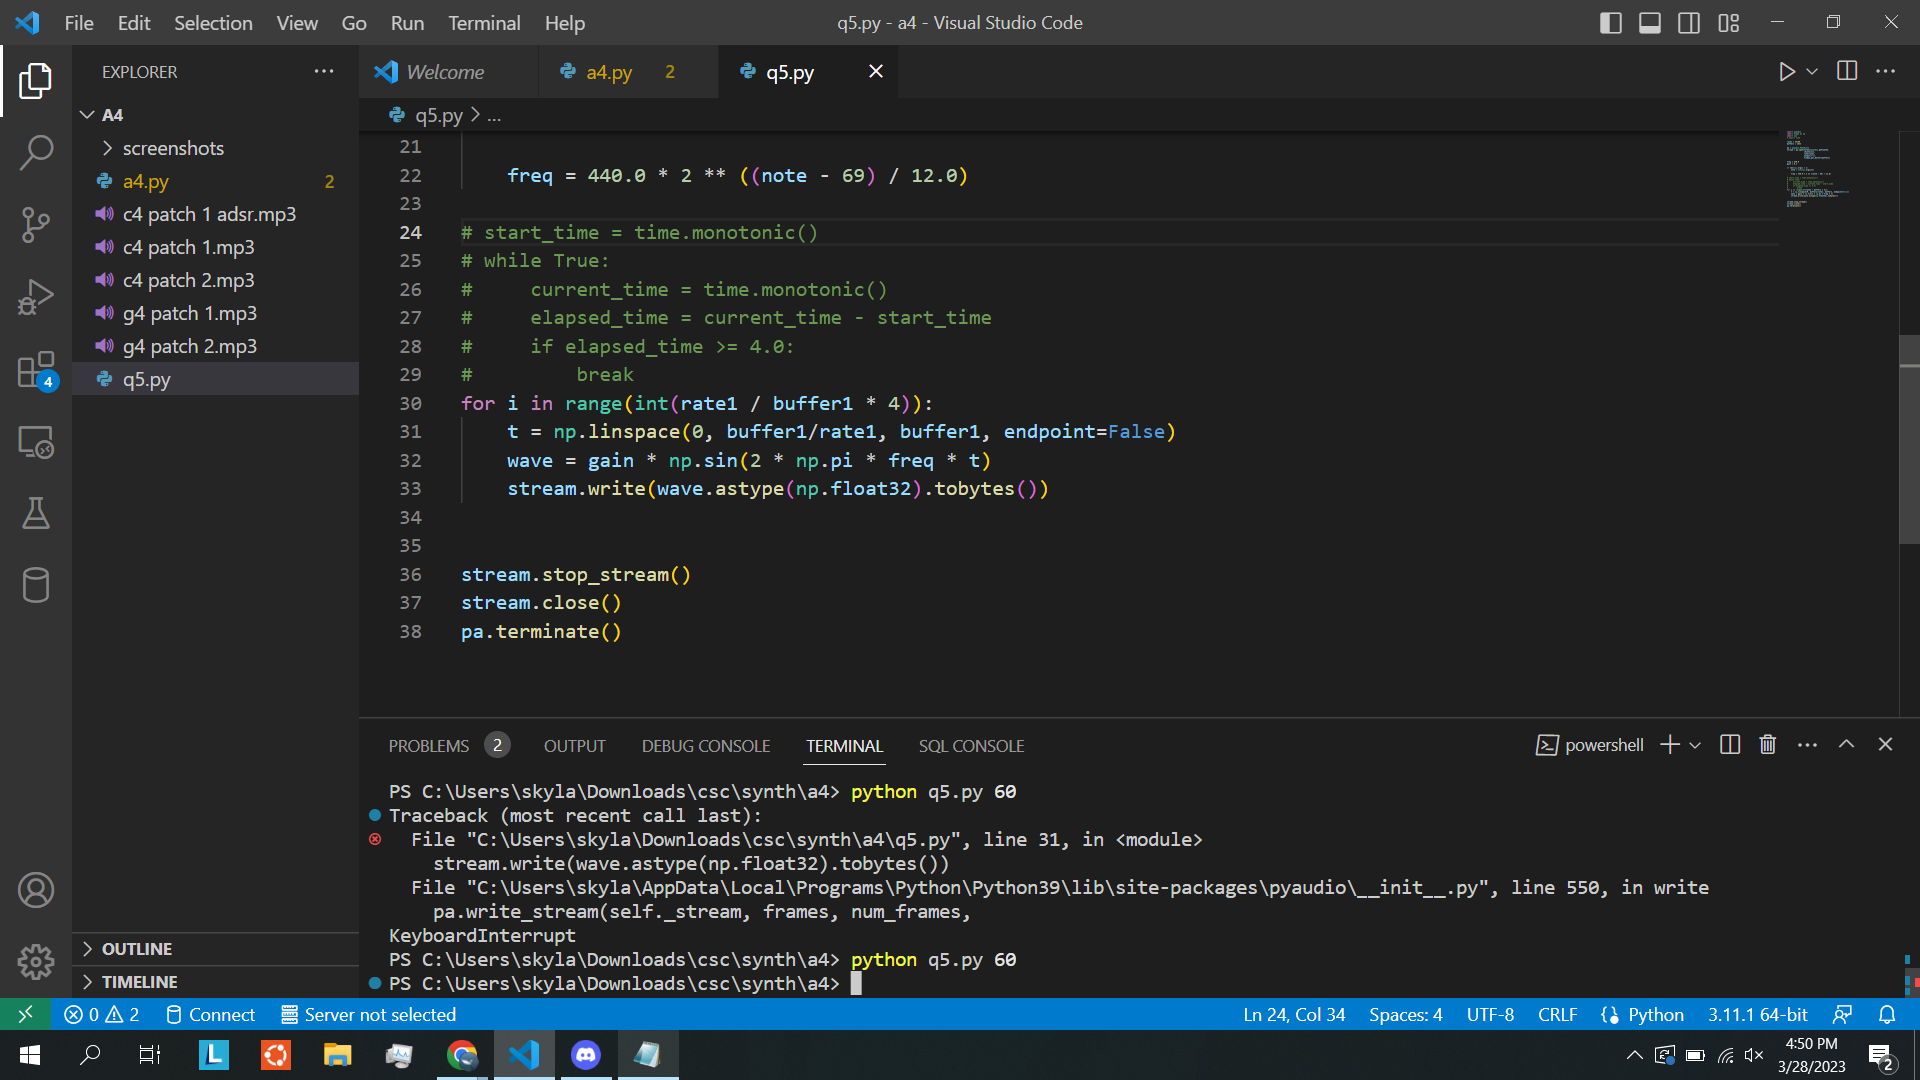 File Edit Selection View Go Run Terminal Help
q5.py - a4 - Visual Studio Code
EXPLORER
Welcome
a4.py 2
q5.py
A4
screenshots
a4.py 2
c4 patch 1 adsr.mp3
c4 patch 1.mp3
c4 patch 2.mp3
g4 patch 1.mp3
g4 patch 2.mp3
q5.py
4
OUTLINE
TIMELINE
q5.py > ...
21
22 freq = 440.0 * 2 ** ((note - 69) / 12.0)
23
24 # start_time = time.monotonic()
25 # while True:
26 #     current_time = time.monotonic()
27 #     elapsed_time = current_time - start_time
28 #     if elapsed_time >= 4.0:
29 #         break
30 for i in range(int(rate1 / buffer1 * 4)):
31     t = np.linspace(0, buffer1/rate1, buffer1, endpoint=False)
32     wave = gain * np.sin(2 * np.pi * freq * t)
33     stream.write(wave.astype(np.float32).tobytes())
34
35
36 stream.stop_stream()
37 stream.close()
38 pa.terminate()
PROBLEMS 2 OUTPUT DEBUG CONSOLE TERMINAL SQL CONSOLE
powershell
PS C:\Users\skyla\Downloads\csc\synth\a4> python q5.py 60
Traceback (most recent call last):
  File "C:\Users\skyla\Downloads\csc\synth\a4\q5.py", line 31, in <module>
    stream.write(wave.astype(np.float32).tobytes())
  File "C:\Users\skyla\AppData\Local\Programs\Python\Python39\lib\site-packages\pyaudio\__init__.py", line 550, in write
    pa.write_stream(self._stream, frames, num_frames,
KeyboardInterrupt
PS C:\Users\skyla\Downloads\csc\synth\a4> python q5.py 60
PS C:\Users\skyla\Downloads\csc\synth\a4>
0 2 Connect Server not selected
Ln 24, Col 34 Spaces: 4 UTF-8 CRLF Python 3.11.1 64-bit
L
4:50 PM
3/28/2023
2